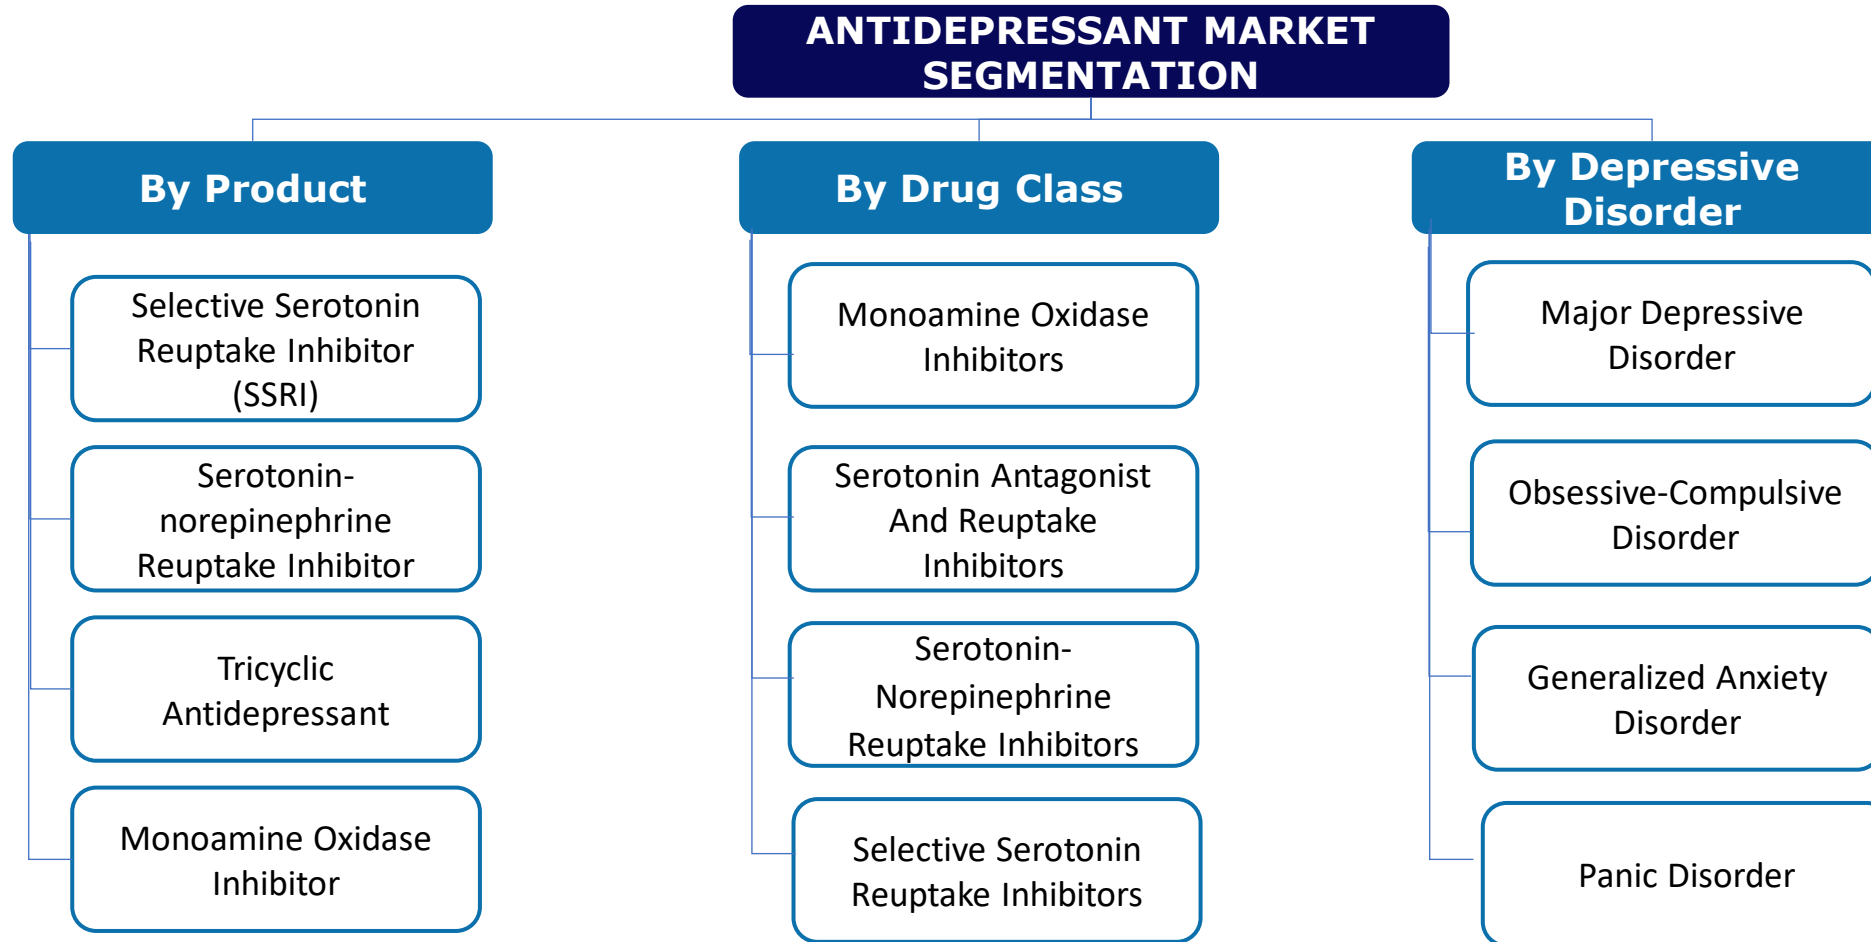 ANTIDEPRESSANT MARKET
SEGMENTATION
By Product
Selective Serotonin
Reuptake Inhibitor
(SSRI)
Serotonin-
norepinephrine
Reuptake Inhibitor
Tricyclic
Antidepressant
Monoamine Oxidase
Inhibitor
By Drug Class
Monoamine Oxidase
Inhibitors
Serotonin Antagonist
And Reuptake
Inhibitors
Serotonin-
Norepinephrine
Reuptake Inhibitors
Selective Serotonin
Reuptake Inhibitors
By Depressive
Disorder
Major Depressive
Disorder
Obsessive-Compulsive
Disorder
Generalized Anxiety
Disorder
Panic Disorder